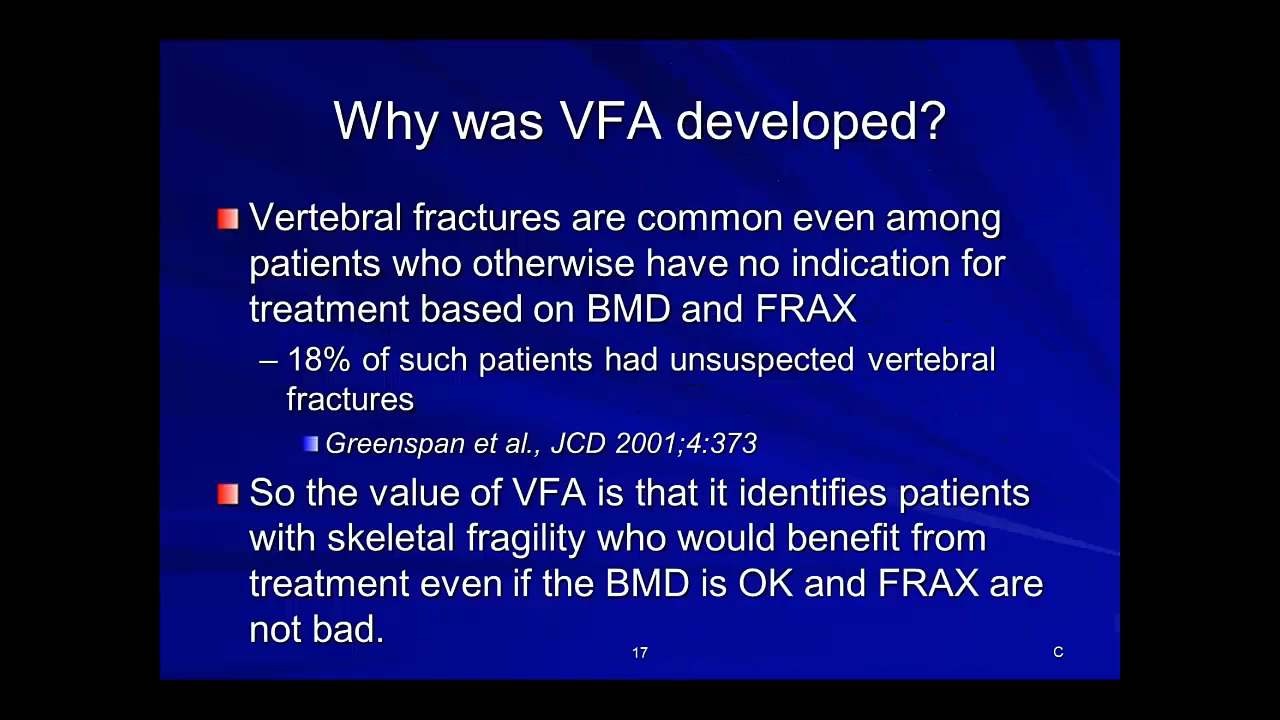 Why was VFA developed?
Vertebral fractures are common even among
patients who otherwise have no indication for
treatment based on BMD and FRAX
– 18% of such patients had unsuspected vertebral
fractures
Greenspan et al., JCD 2001;4:373
So the value of VFA is that it identifies patients
with skeletal fragility who would benefit from
treatment even if the BMD is OK and FRAX are
not bad.
17
C